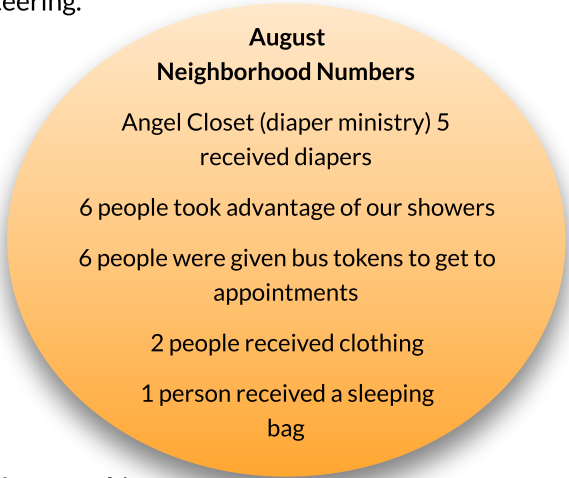 teering.
August
Neighborhood Numbers
Angel Closet (diaper ministry) 5
received diapers
6 people took advantage of our showers
6 people were given bus tokens to get to
appointments
2 people received clothing
1 person received a sleeping
bag